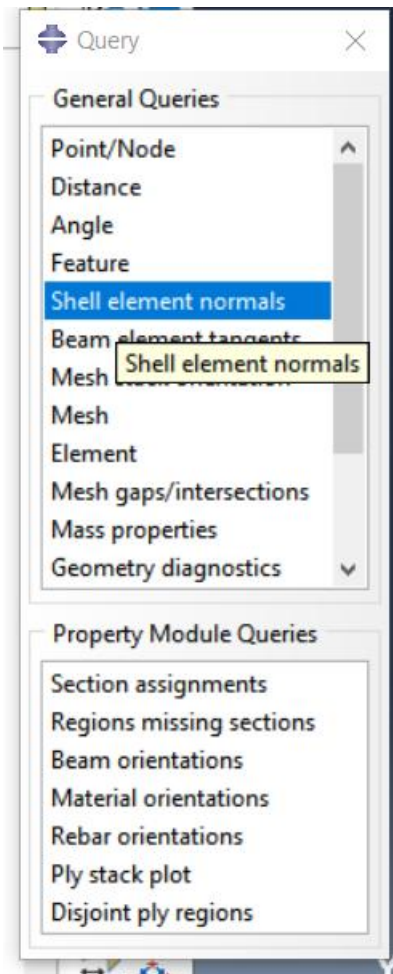 Query
General Queries
Point/Node
Distance
Angle
Feature
Shell element normals
Beam element tangents
Shell element normals
Mesh stack orientation
Mesh
Element
Mesh gaps/intersections
Mass properties
Geometry diagnostics
Property Module Queries
Section assignments
Regions missing sections
Beam orientations
Material orientations
Rebar orientations
Ply stack plot
Disjoint ply regions